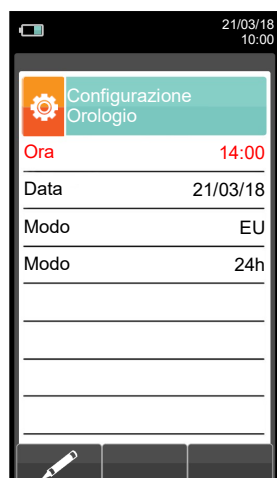 21/03/18
10:00
Configurazione
Orologio
Ora 14:00
Data 21/03/18
Modo EU
Modo 24h